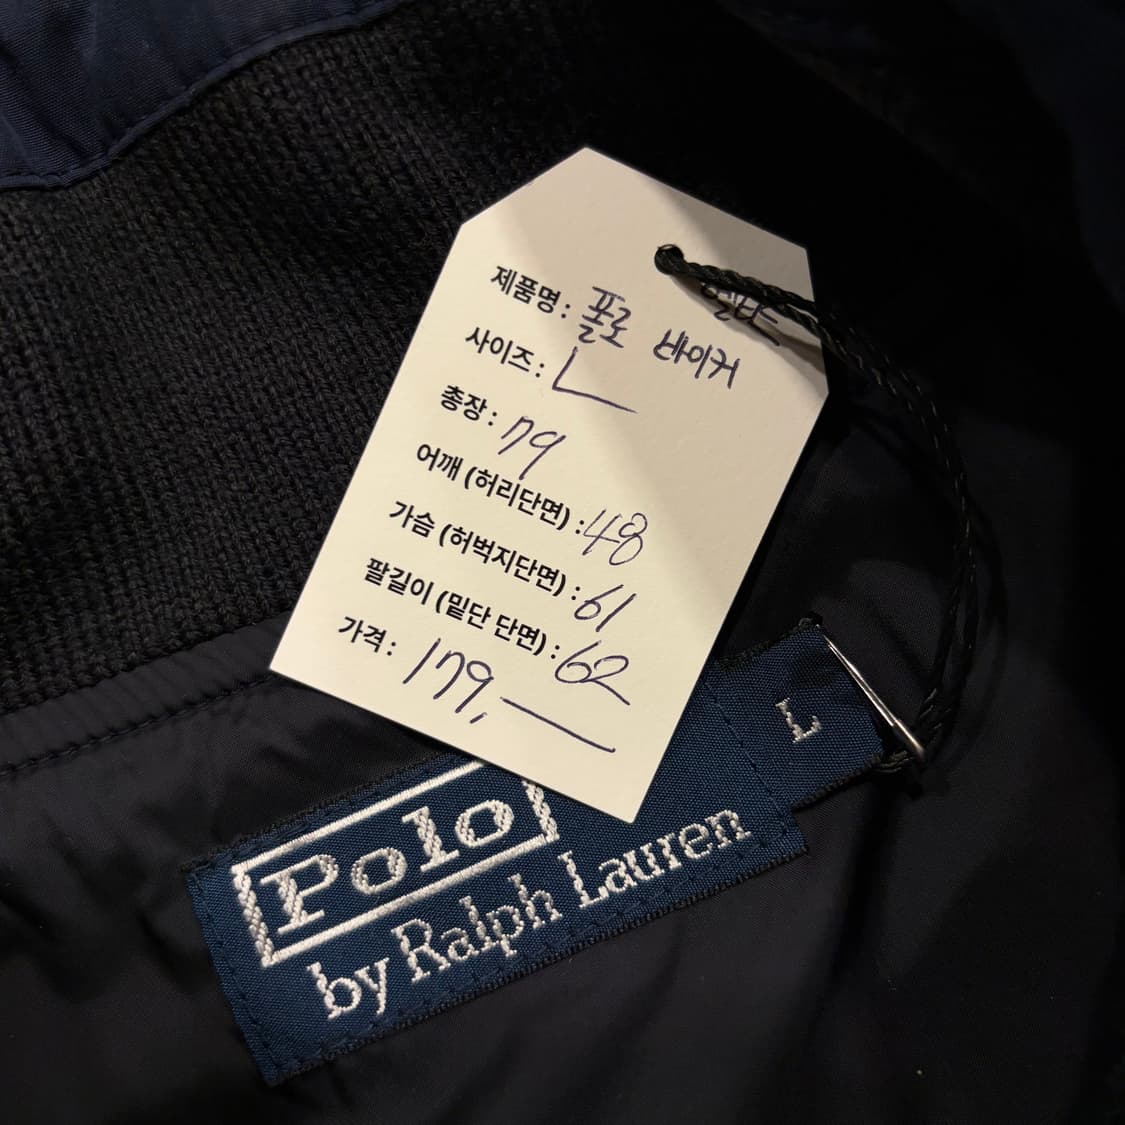 제품명 : 폴로 바이커
사이즈 : L
총장 : 79
어깨 (허리단면) : 48
가슴 (허벅지단면) : 61
팔길이 (밑단 단면) : 62
가격 : 179,—
L
Polo
by Ralph Lauren